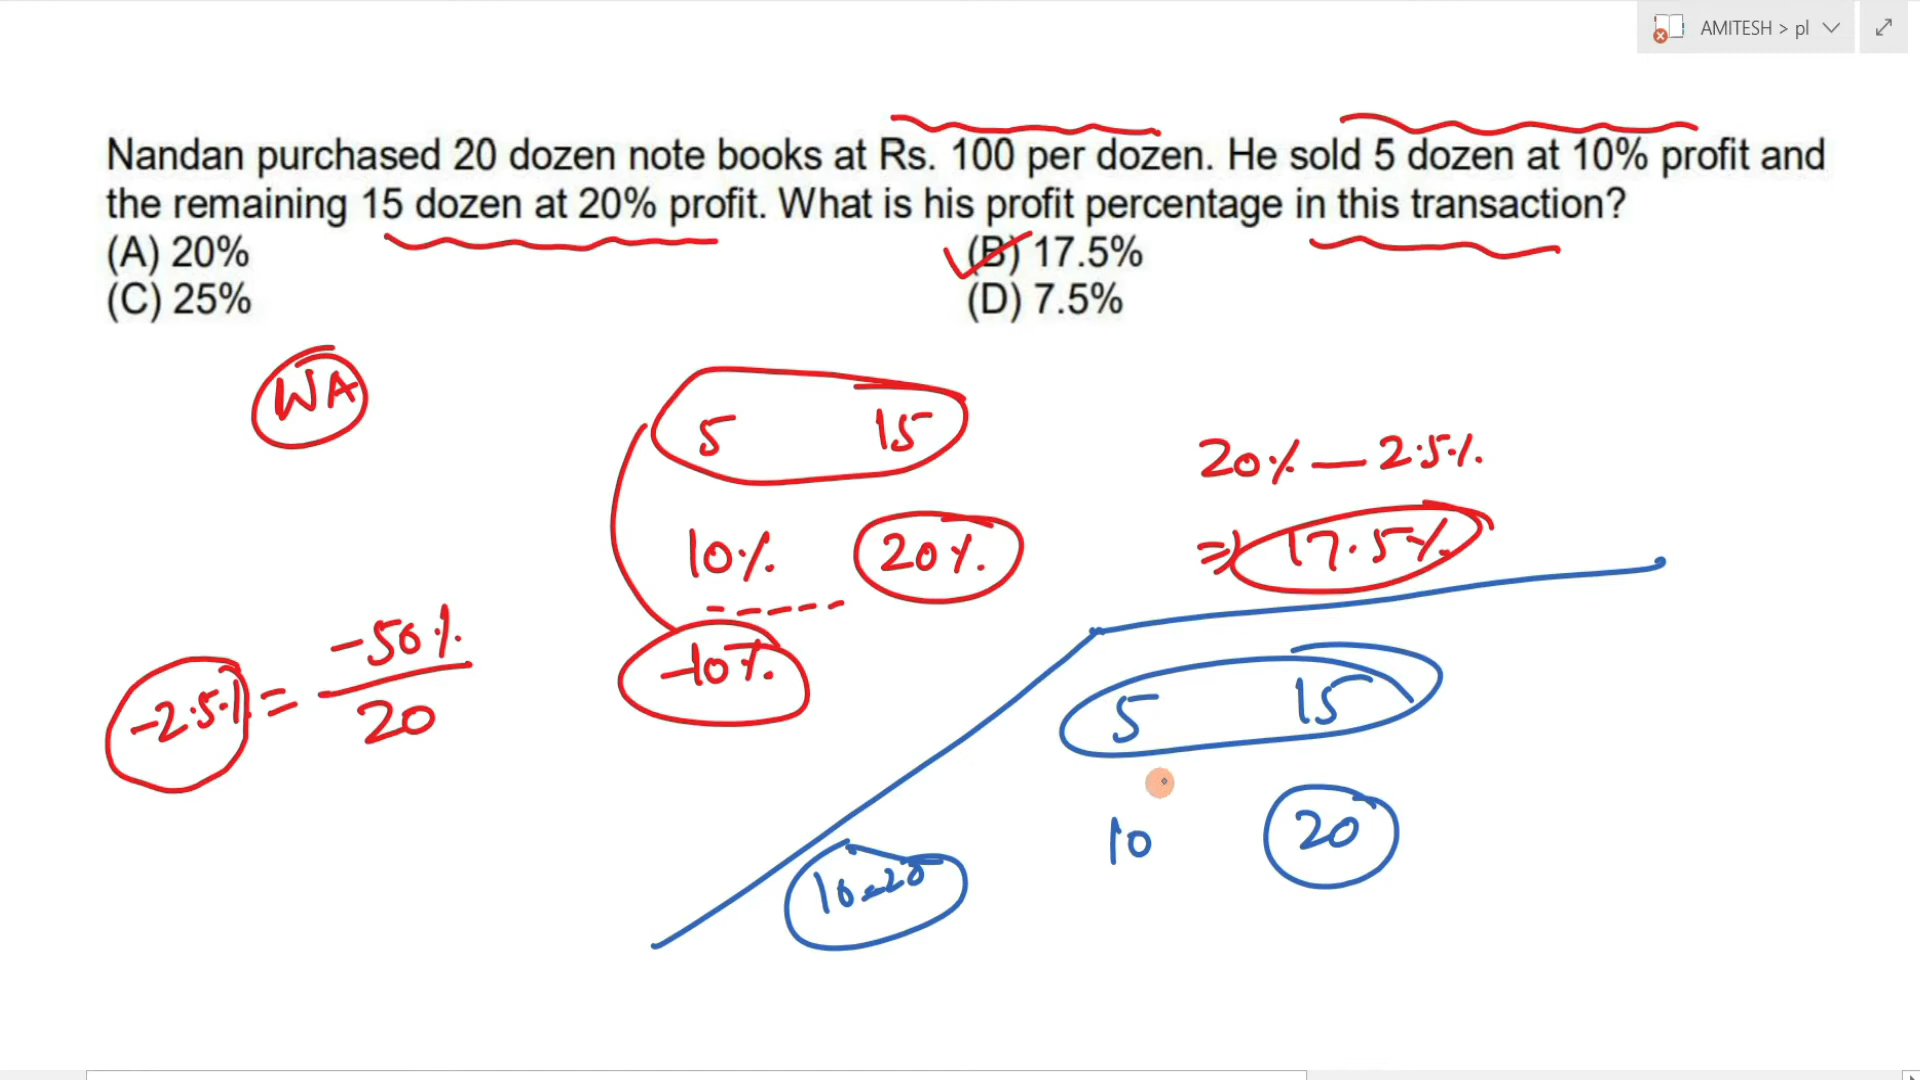 AMITESH > pl
Nandan purchased 20 dozen note books at Rs. 100 per dozen. He sold 5 dozen at 10% profit and
the remaining 15 dozen at 20% profit. What is his profit percentage in this transaction?
(A) 20% (B) 17.5%
(C) 25% (D) 7.5%
WA
5 15
20% — 2.5%
10% 20%
⇒ 17.5%
-10%
-2.5% = -50%
20
5 15
10 20
10-20